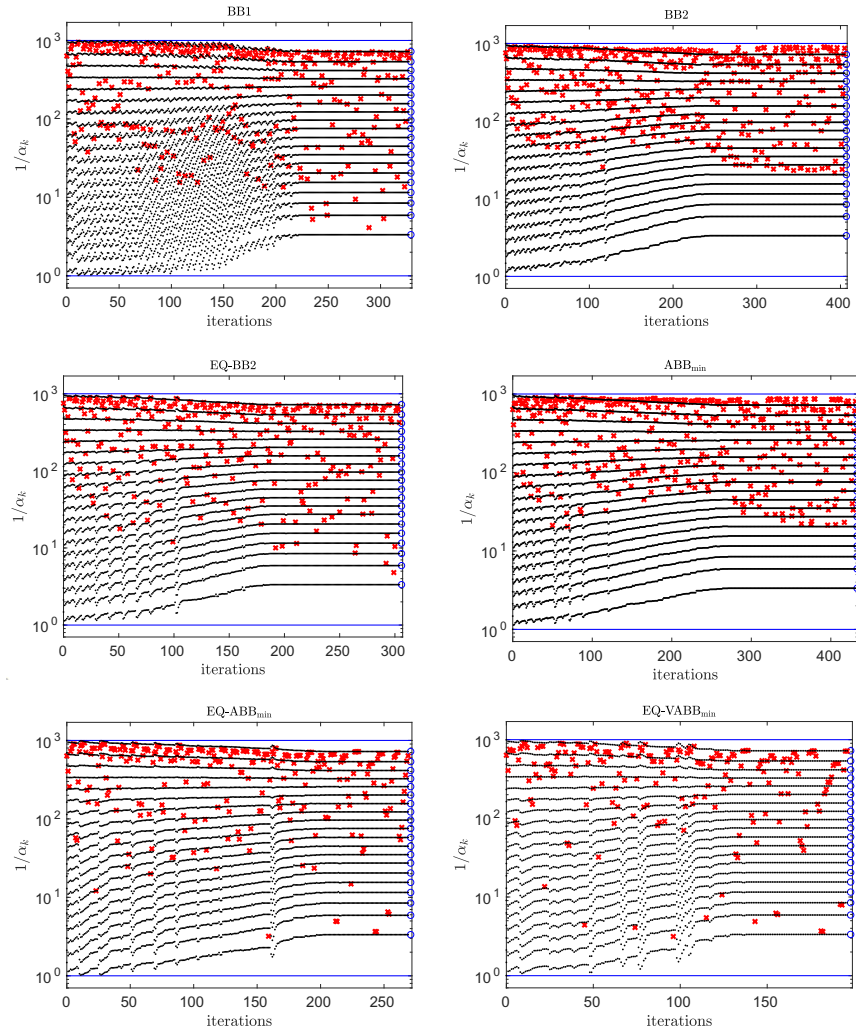 BB1
10^3
10^2
10^1
10^0
1/α_k
0 50 100 150 200 250 300
iterations
BB2
10^3
10^2
10^1
10^0
1/α_k
0 100 200 300 400
iterations
EQ-BB2
10^3
10^2
10^1
10^0
1/α_k
0 50 100 150 200 250 300
iterations
ABB_min
10^3
10^2
10^1
10^0
1/α_k
0 100 200 300 400
iterations
EQ-ABB_min
10^3
10^2
10^1
10^0
1/α_k
0 50 100 150 200 250
iterations
EQ-VABB_min
10^3
10^2
10^1
10^0
1/α_k
0 50 100 150
iterations